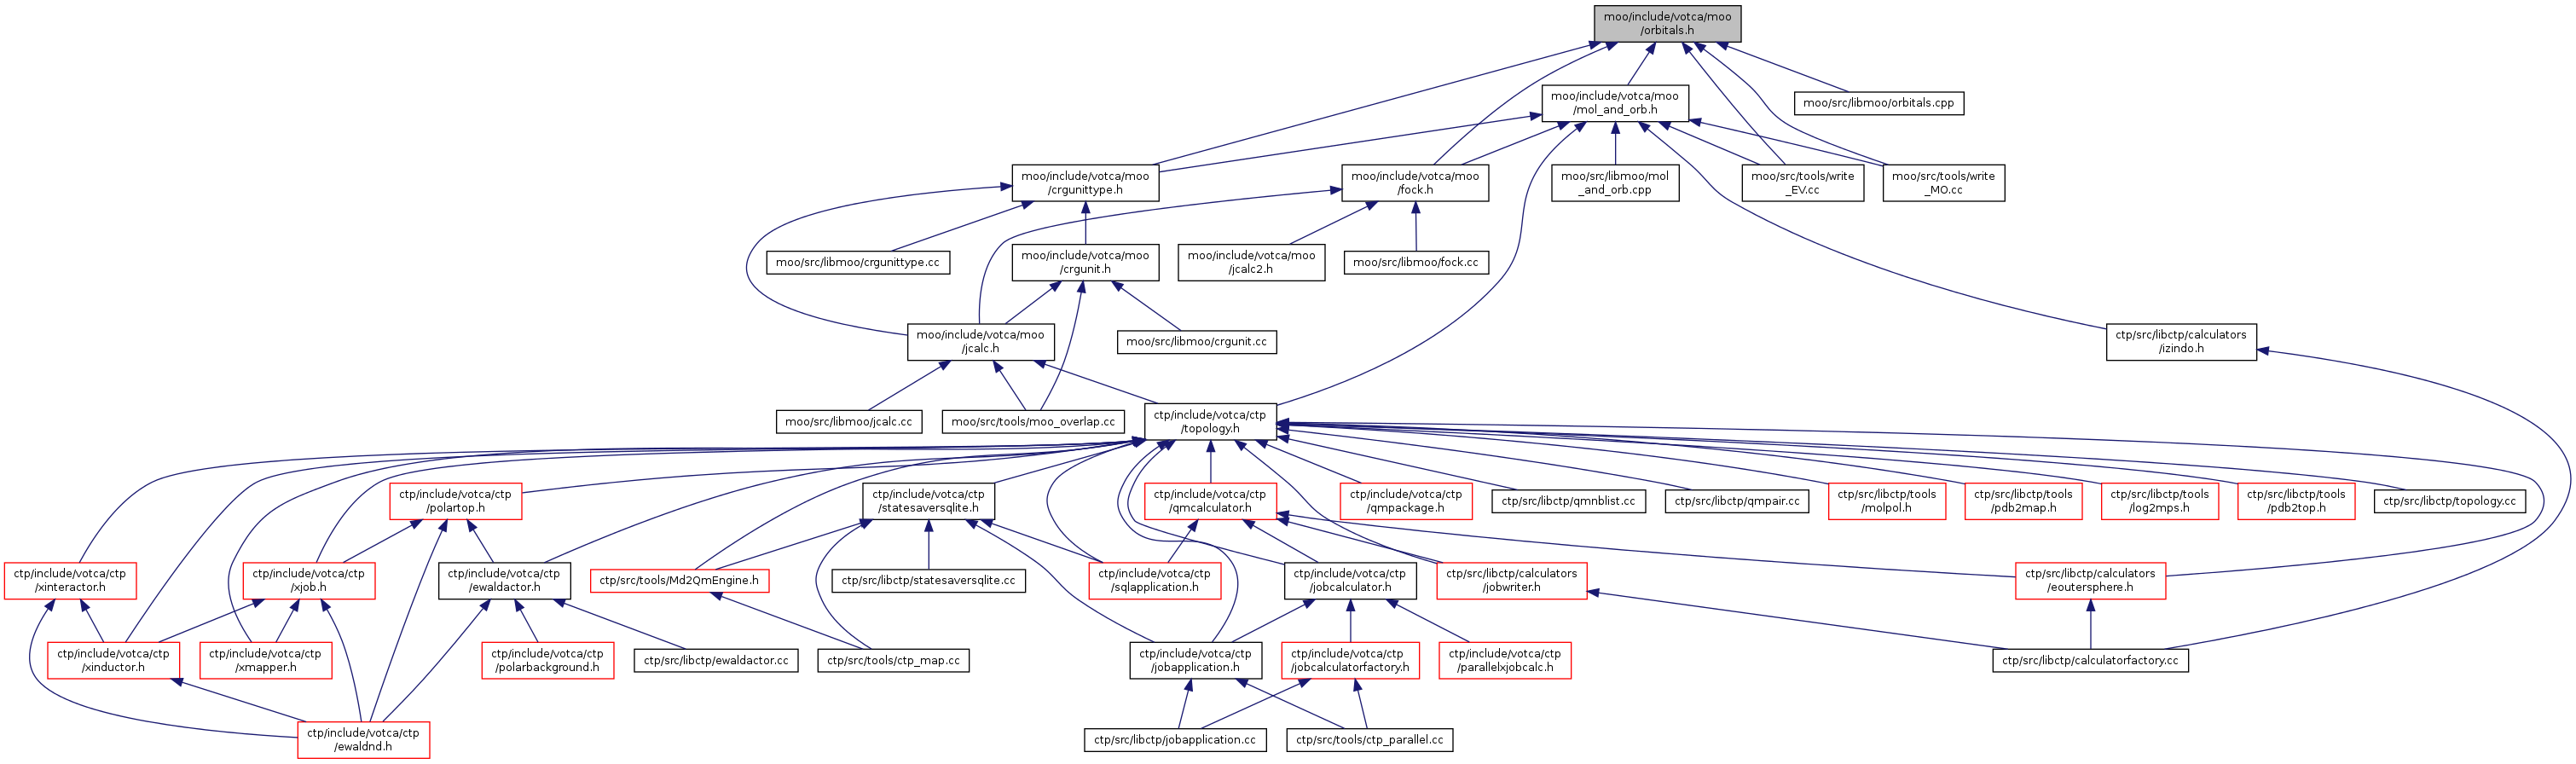 moo/include/votca/moo
/orbitals.h
moo/include/votca/moo
/mol_and_orb.h
moo/src/libmoo/orbitals.cpp
moo/include/votca/moo
/crgunittype.h
moo/include/votca/moo
/fock.h
moo/src/libmoo/mol
_and_orb.cpp
moo/src/tools/write
_EV.cc
moo/src/tools/write
_MO.cc
moo/src/libmoo/crgunittype.cc
moo/include/votca/moo
/crgunit.h
moo/include/votca/moo
/jcalc2.h
moo/src/libmoo/fock.cc
moo/include/votca/moo
/jcalc.h
moo/src/libmoo/crgunit.cc
ctp/src/libctp/calculators
/izindo.h
moo/src/libmoo/jcalc.cc
moo/src/tools/moo_overlap.cc
ctp/include/votca/ctp
/topology.h
ctp/include/votca/ctp
/polartop.h
ctp/include/votca/ctp
/statesaversqlite.h
ctp/include/votca/ctp
/qmcalculator.h
ctp/include/votca/ctp
/qmpackage.h
ctp/src/libctp/qmnblist.cc
ctp/src/libctp/qmpair.cc
ctp/src/libctp/tools
/molpol.h
ctp/src/libctp/tools
/pdb2map.h
ctp/src/libctp/tools
/log2mps.h
ctp/src/libctp/tools
/pdb2top.h
ctp/src/libctp/topology.cc
ctp/include/votca/ctp
/xinteractor.h
ctp/include/votca/ctp
/xjob.h
ctp/include/votca/ctp
/ewaldactor.h
ctp/src/tools/Md2QmEngine.h
ctp/src/libctp/statesaversqlite.cc
ctp/include/votca/ctp
/sqlapplication.h
ctp/include/votca/ctp
/jobcalculator.h
ctp/src/libctp/calculators
/jobwriter.h
ctp/src/libctp/calculators
/eoutersphere.h
ctp/include/votca/ctp
/xinductor.h
ctp/include/votca/ctp
/xmapper.h
ctp/include/votca/ctp
/polarbackground.h
ctp/src/libctp/ewaldactor.cc
ctp/src/tools/ctp_map.cc
ctp/include/votca/ctp
/jobapplication.h
ctp/include/votca/ctp
/jobcalculatorfactory.h
ctp/include/votca/ctp
/parallelxjobcalc.h
ctp/src/libctp/calculatorfactory.cc
ctp/include/votca/ctp
/ewaldnd.h
ctp/src/libctp/jobapplication.cc
ctp/src/tools/ctp_parallel.cc